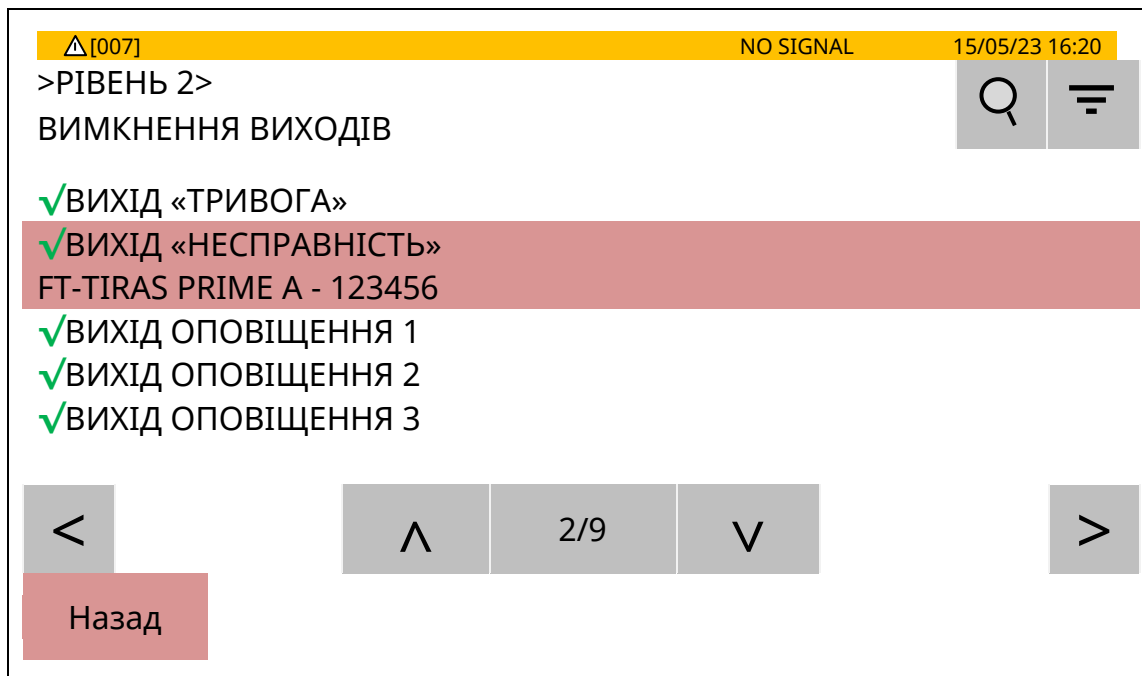 ⚠[007] NO SIGNAL 15/05/23 16:20
>РІВЕНЬ 2>
ВИМКНЕННЯ ВИХОДІВ
√ВИХІД «ТРИВОГА»
√ВИХІД «НЕСПРАВНІСТЬ»
FT-TIRAS PRIME A - 123456
√ВИХІД ОПОВІЩЕННЯ 1
√ВИХІД ОПОВІЩЕННЯ 2
√ВИХІД ОПОВІЩЕННЯ 3
< Λ 2/9 V >
Назад